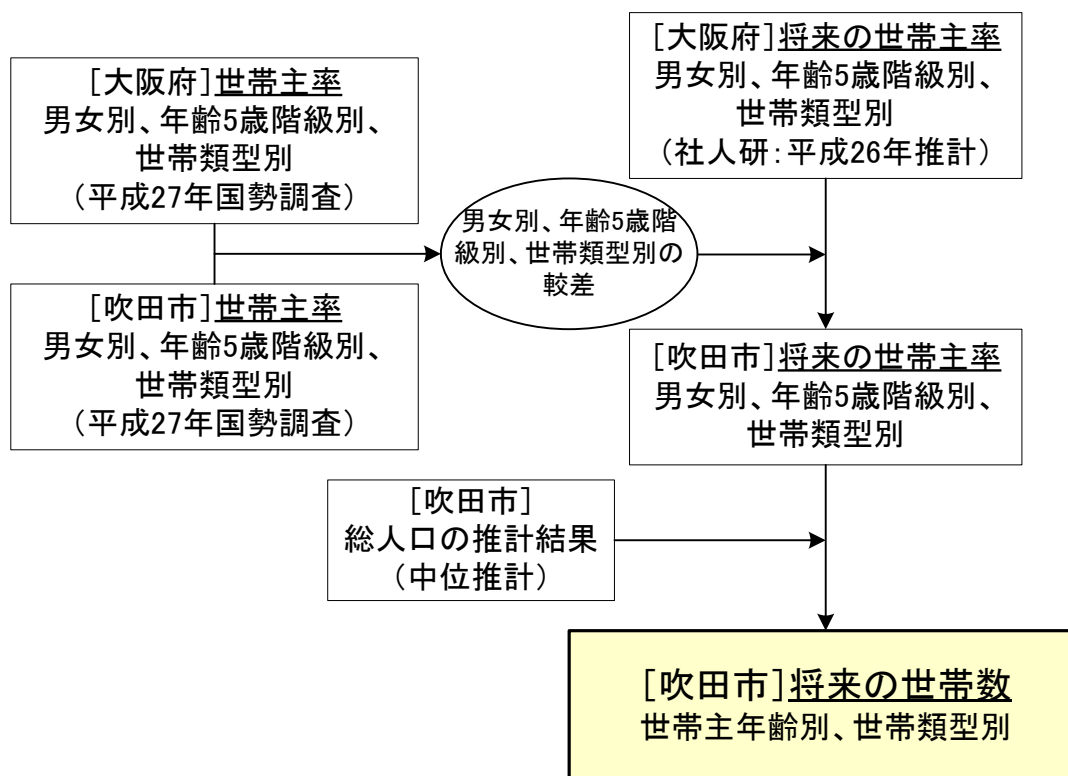 [大阪府]世帯主率
男女別、年齢5歳階級別、
世帯類型別
(平成27年国勢調査)
[大阪府]将来の世帯主率
男女別、年齢5歳階級別、
世帯類型別
(社人研:平成26年推計)
男女別、年齢5歳階
級別、世帯類型別の
較差
[吹田市]世帯主率
男女別、年齢5歳階級別、
世帯類型別
(平成27年国勢調査)
[吹田市]将来の世帯主率
男女別、年齢5歳階級別、
世帯類型別
[吹田市]
総人口の推計結果
(中位推計)
[吹田市]将来の世帯数
世帯主年齢別、世帯類型別